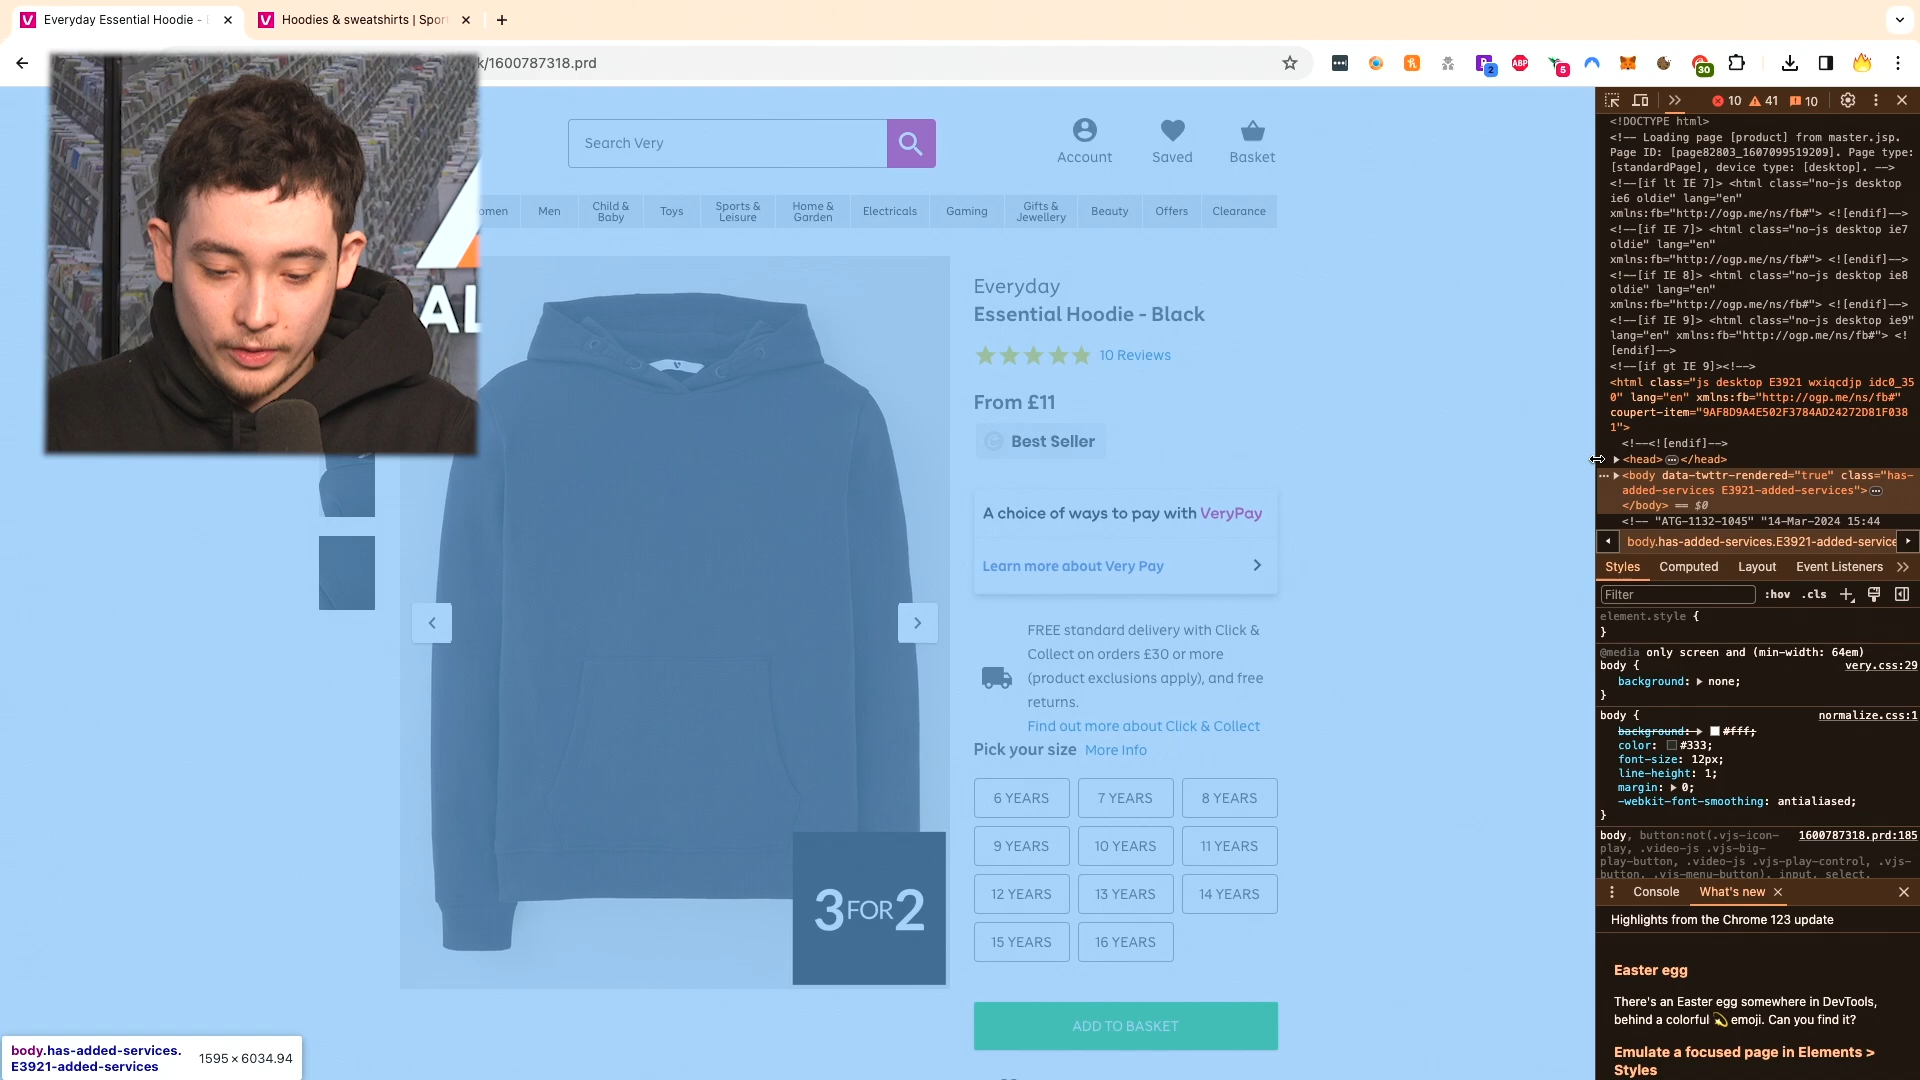 Everyday Essential Hoodie -
Hoodies & sweatshirts | Spor
k/1600787318.prd
2
ABP
5
30
AL
Search Very
Account
Saved
Basket
omen
Men
Child &
Baby
Toys
Sports &
Leisure
Home &
Garden
Electricals
Gaming
Gifts &
Jewellery
Beauty
Offers
Clearance
Everyday
Essential Hoodie - Black
10 Reviews
From £11
Best Seller
A choice of ways to pay with VeryPay
Learn more about Very Pay
FREE standard delivery with Click &
Collect on orders £30 or more
(product exclusions apply), and free
returns.
Find out more about Click & Collect
Pick your size More Info
6 YEARS
7 YEARS
8 YEARS
9 YEARS
10 YEARS
11 YEARS
12 YEARS
13 YEARS
14 YEARS
15 YEARS
16 YEARS
3 FOR 2
ADD TO BASKET
body.has-added-services.
E3921-added-services
1595 × 6034.94
10 41 10
<!DOCTYPE html>
<!-- Loading page [product] from master.jsp.
Page ID: [page82803_1607099519209]. Page type:
[standardPage], device type: [desktop]. -->
<!--[if lt IE 7]> <html class="no-js desktop
ie6 oldie" lang="en"
xmlns:fb="http://ogp.me/ns/fb#"> <![endif]-->
<!--[if IE 7]> <html class="no-js desktop ie7
oldie" lang="en"
xmlns:fb="http://ogp.me/ns/fb#"> <![endif]-->
<!--[if IE 8]> <html class="no-js desktop ie8
oldie" lang="en"
xmlns:fb="http://ogp.me/ns/fb#"> <![endif]-->
<!--[if IE 9]> <html class="no-js desktop ie9"
lang="en" xmlns:fb="http://ogp.me/ns/fb#"> <!
[endif]-->
<!--[if gt IE 9]><!-->
<html class="js desktop E3921 wxiqcdjp idc0_35
0" lang="en" xmlns:fb="http://ogp.me/ns/fb#"
coupert-item="9AF8D9A4E502F3784AD24272D81F038
1">
<!--<![endif]-->
<head> … </head>
<body data-twttr-rendered="true" class="has-
added-services E3921-added-services"> …
</body> == $0
<!-- "ATG-1132-1045" "14-Mar-2024 15:44
body.has-added-services.E3921-added-service
Styles
Computed
Layout
Event Listeners
Filter
:hov .cls
element.style {
}
@media only screen and (min-width: 64em)
body { very.css:29
background: none;
}
body { normalize.css:1
background: #fff;
color: #333;
font-size: 12px;
line-height: 1;
margin: 0;
-webkit-font-smoothing: antialiased;
}
body, button:not(.vjs-icon- 1600787318.prd:185
play, .video-js .vjs-big-
play-button, .video-js .vjs-play-control, .vjs-
button, .vjs-menu-button), input, select,
Console
What's new
Highlights from the Chrome 123 update
Easter egg
There's an Easter egg somewhere in DevTools,
behind a colorful 💫 emoji. Can you find it?
Emulate a focused page in Elements >
Styles